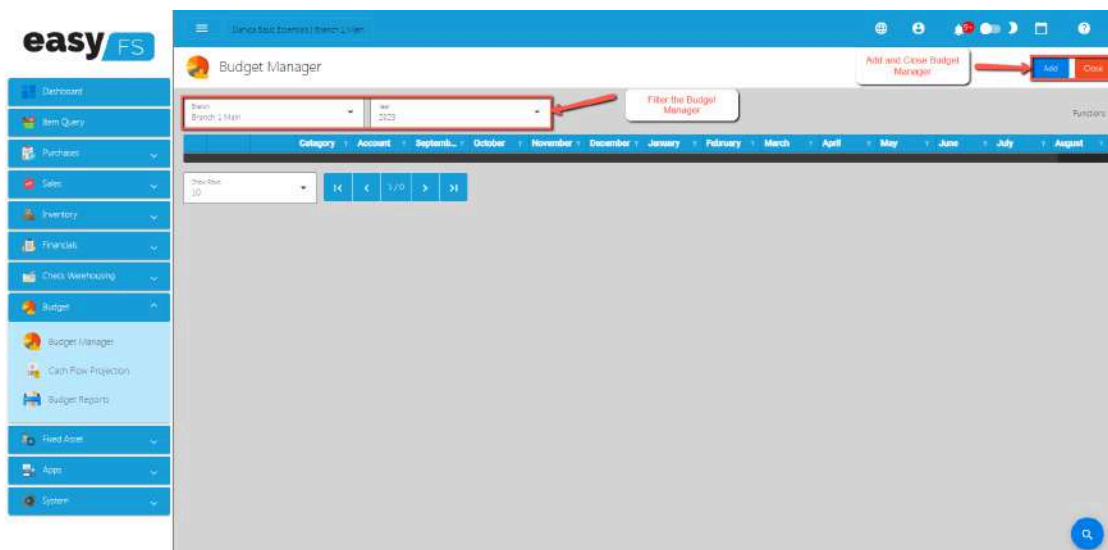 easy FS
Budget Manager
Add and Close Budget
Manager
Add Close
Dashboard
Item Query
Purchases
Sales
Inventory
Financials
Check Warehousing
Budget
Budget Manager
Cash Flow Projection
Budget Reports
Fixed Asset
Apps
System
Branch
Branch 1 Main
Year
2023
Filter the Budget
Manager
Functions
Category Account Septemb... October November December January February March April May June July August
Show Rows
10
1 / 0